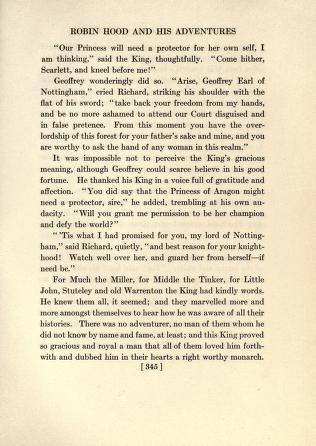 ROBIN HOOD AND HIS ADVENTURES
"Our Princess will need a protector for her own self, I
am thinking," said the King, thoughtfully. "Come hither,
Scarlett, and kneel before me!"
Geoffrey wonderingly did so. "Arise, Geoffrey Earl of
Nottingham," cried Richard, striking his shoulder with the
flat of his sword; "take back your freedom from my hands,
and be no more ashamed to attend our Court disguised and
in false pretence. From this moment you have the over-
lordship of this forest for your father's sake and mine, and you
are worthy to ask the hand of any woman in this realm."
It was impossible not to perceive the King's gracious
meaning, although Geoffrey could scarce believe in his good
fortune. He thanked his King in a voice full of gratitude and
affection. "You did say that the Princess of Aragon might
need a protector, sire," he added, trembling at his own au-
dacity. "Will you grant me permission to be her champion
and defy the world?"
"'Tis what I had promised for you, my lord of Notting-
ham," said Richard, quietly, "and best reason for your knight-
hood! Watch well over her, and guard her from herself—if
need be."
For Much the Miller, for Middle the Tinker, for Little
John, Stuteley and old Warrenton the King had kindly words.
He knew them all, it seemed; and they marvelled more and
more amongst themselves to hear how he was aware of all their
histories. There was no adventurer, no man of them whom he
did not know by name and fame, at least; and this King proved
so gracious and royal a man that all of them loved him forth-
with and dubbed him in their hearts a right worthy monarch.
[ 345 ]